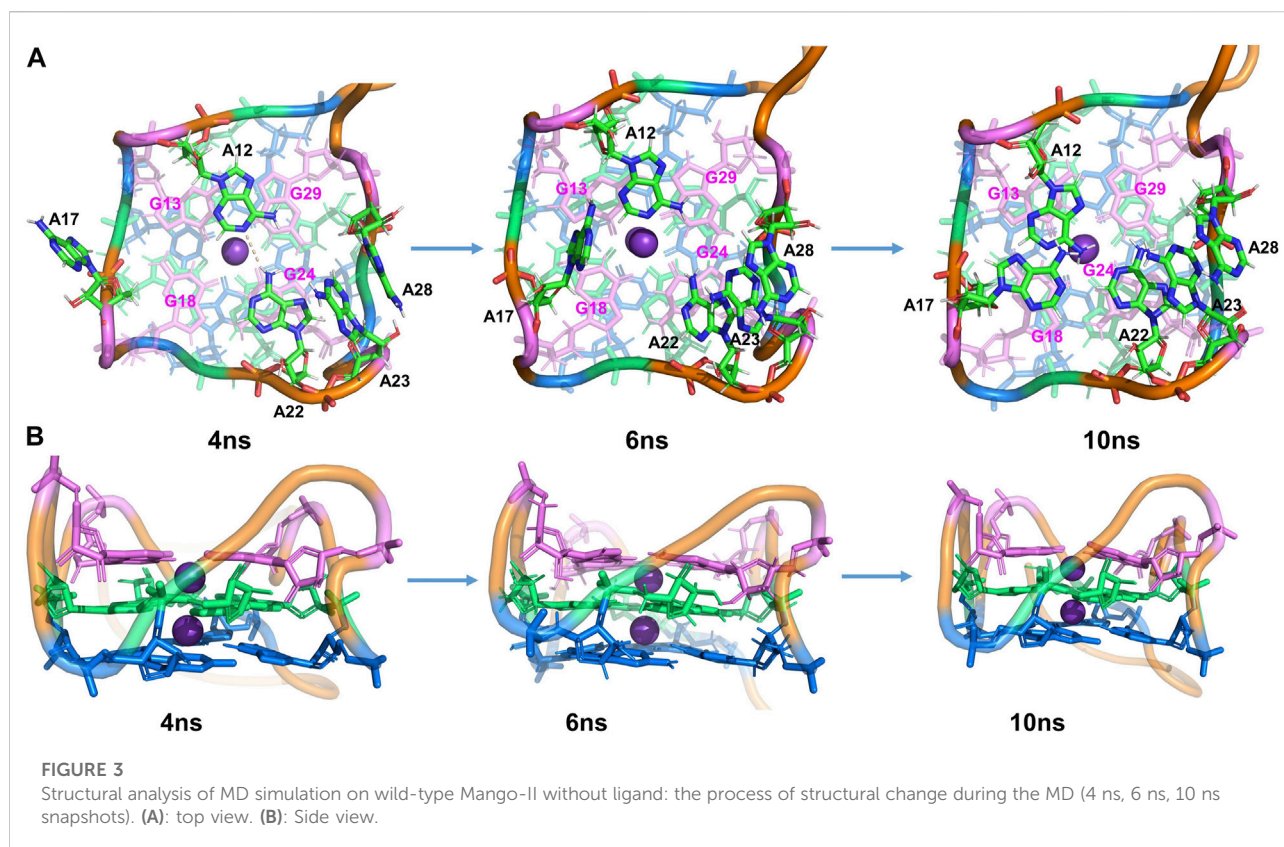 A
A12
G13
G29
A17
G24
A28
G18
A23
A22
4ns
A12
G13
G29
G24
A28
G18
A17
A22
A23
6ns
A12
G13
G29
A28
G24
A17
A23
G18
A22
10ns
B
4ns
6ns
10ns
FIGURE 3
Structural analysis of MD simulation on wild-type Mango-II without ligand: the process of structural change during the MD (4 ns, 6 ns, 10 ns
snapshots). (A): top view. (B): Side view.